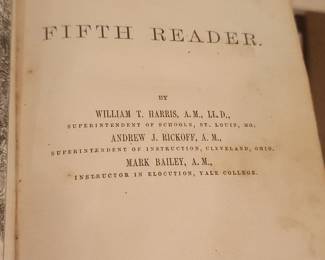 FIFTH READER.
BY
WILLIAM T. HARRIS, A.M., LL.D.,
SUPERINTENDENT OF SCHOOLS, ST. LOUIS, MO.
ANDREW J. RICKOFF, A.M.,
SUPERINTENDENT OF INSTRUCTION, CLEVELAND, OHIO.
MARK BAILEY, A.M.,
INSTRUCTOR IN ELOCUTION, YALE COLLEGE.